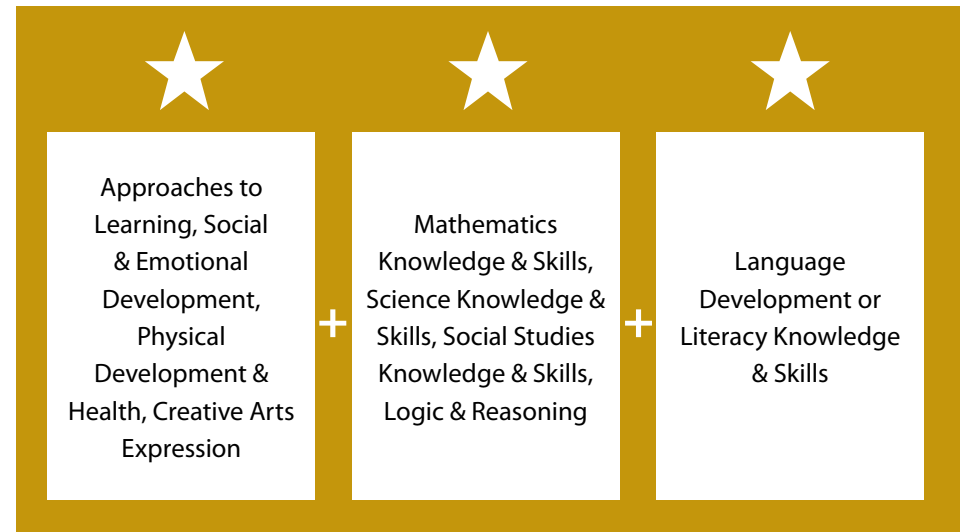 Approaches to
Learning, Social
& Emotional
Development,
Physical
Development &
Health, Creative Arts
Expression
+
Mathematics
Knowledge & Skills,
Science Knowledge &
Skills, Social Studies
Knowledge & Skills,
Logic & Reasoning
+
Language
Development or
Literacy Knowledge
& Skills